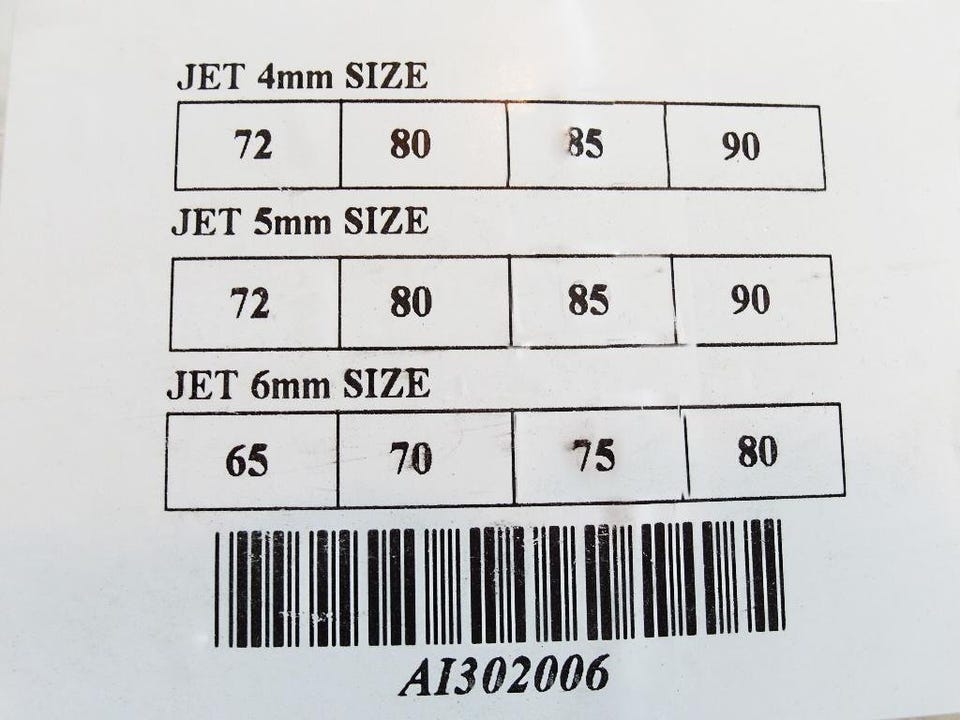 JET 4mm SIZE
72 80 85 90
JET 5mm SIZE
72 80 85 90
JET 6mm SIZE
65 70 75 80
AI302006